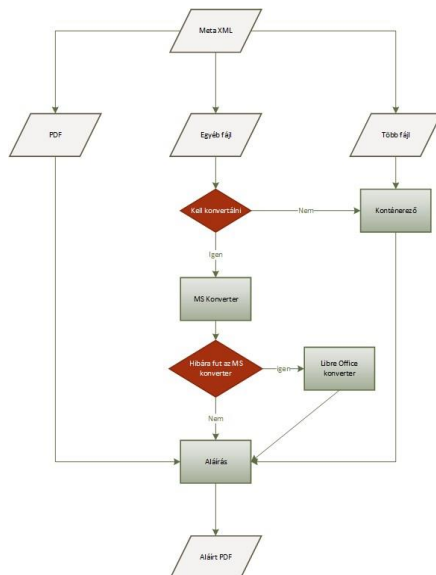 Meta XML
PDF
Egyéb fájl
Több fájl
Kell konvertálni
Nem
Konténerező
Igen
MS Konverter
Hibára fut az MS
konverter
igen
Libre Office
konverter
Nem
Aláírás
Aláírt PDF